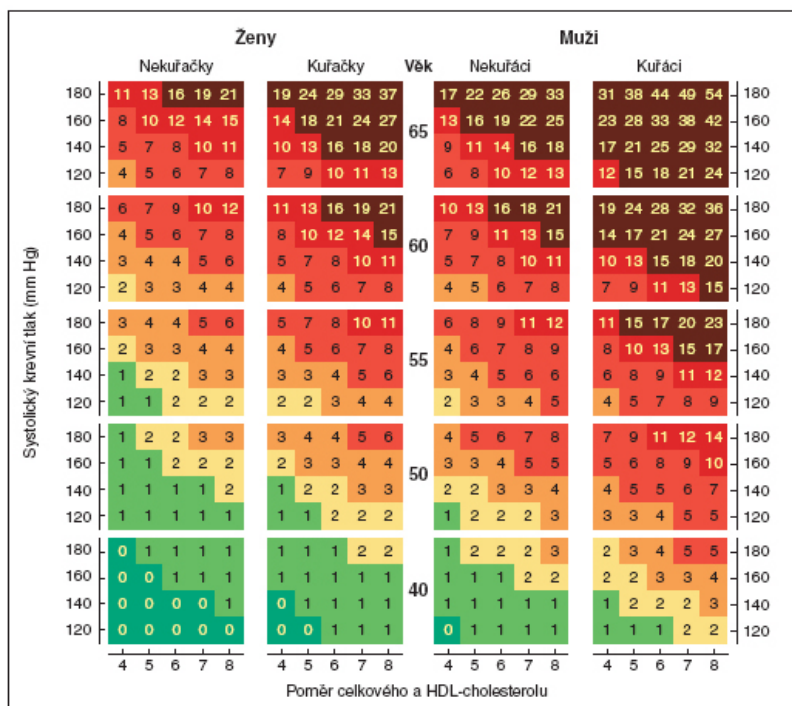 Ženy Muži
Nekuřačky Kuřačky Věk Nekuřáci Kuřáci
180 11 13 16 19 21 19 24 29 33 37 17 22 26 29 33 31 38 44 49 54 180
160 8 10 12 14 15 14 18 21 24 27 13 16 19 22 25 23 28 33 38 42 160
65
140 5 7 8 10 11 10 13 16 18 20 9 11 14 16 18 17 21 25 29 32 140
120 4 5 6 7 8 7 9 10 11 13 6 8 10 12 13 12 15 18 21 24 120
180 6 7 9 10 12 11 13 16 19 21 10 13 16 18 21 19 24 28 32 36 180
160 4 5 6 7 8 8 10 12 14 15 7 9 11 13 15 14 17 21 24 27 160
60
140 3 4 4 5 6 5 7 8 10 11 5 7 8 10 11 10 13 15 18 20 140
120 2 3 3 4 4 4 5 6 7 8 4 5 6 7 8 7 9 11 13 15 120
180 3 4 4 5 6 5 7 8 10 11 6 8 9 11 12 11 15 17 20 23 180
160 2 3 3 4 4 4 5 6 7 8 4 6 7 8 9 8 10 13 15 17 160
55
140 1 2 2 3 3 3 3 4 5 6 3 4 5 6 6 6 8 9 11 12 140
120 1 1 2 2 2 2 2 3 4 4 2 3 3 4 5 4 5 7 8 9 120
180 1 2 2 3 3 3 4 4 5 6 4 5 6 7 8 7 9 11 12 14 180
160 1 1 2 2 2 2 3 3 4 4 3 3 4 5 5 5 6 8 9 10 160
50
140 1 1 1 1 2 1 2 2 3 3 2 2 3 3 4 4 5 5 6 7 140
120 1 1 1 1 1 1 1 2 2 2 1 2 2 2 3 3 3 4 5 5 120
180 0 1 1 1 1 1 1 1 2 2 1 2 2 2 3 2 3 4 5 5 180
160 0 0 1 1 1 1 1 1 1 1 1 1 1 2 2 2 2 3 3 4 160
40
140 0 0 0 0 1 0 1 1 1 1 1 1 1 1 1 1 2 2 2 3 140
120 0 0 0 0 0 0 0 1 1 1 0 1 1 1 1 1 1 1 2 2 120
4 5 6 7 8 4 5 6 7 8 4 5 6 7 8 4 5 6 7 8
Poměr celkového a HDL-cholesterolu
Systolický krevní tlak (mm Hg)